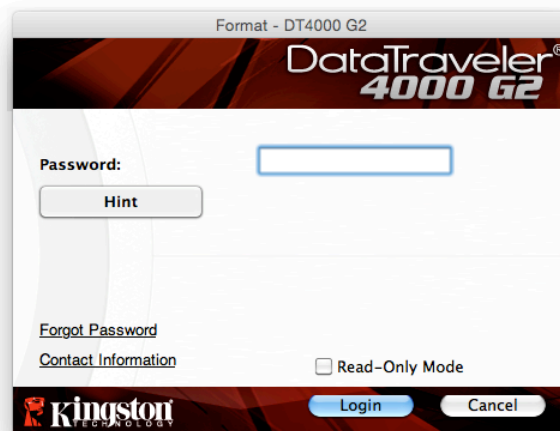 Format - DT4000 G2
DataTraveler®
4000 G2
Password:
Hint
Forgot Password
Contact Information
Read-Only Mode
Kingston
TECHNOLOGY
Login
Cancel